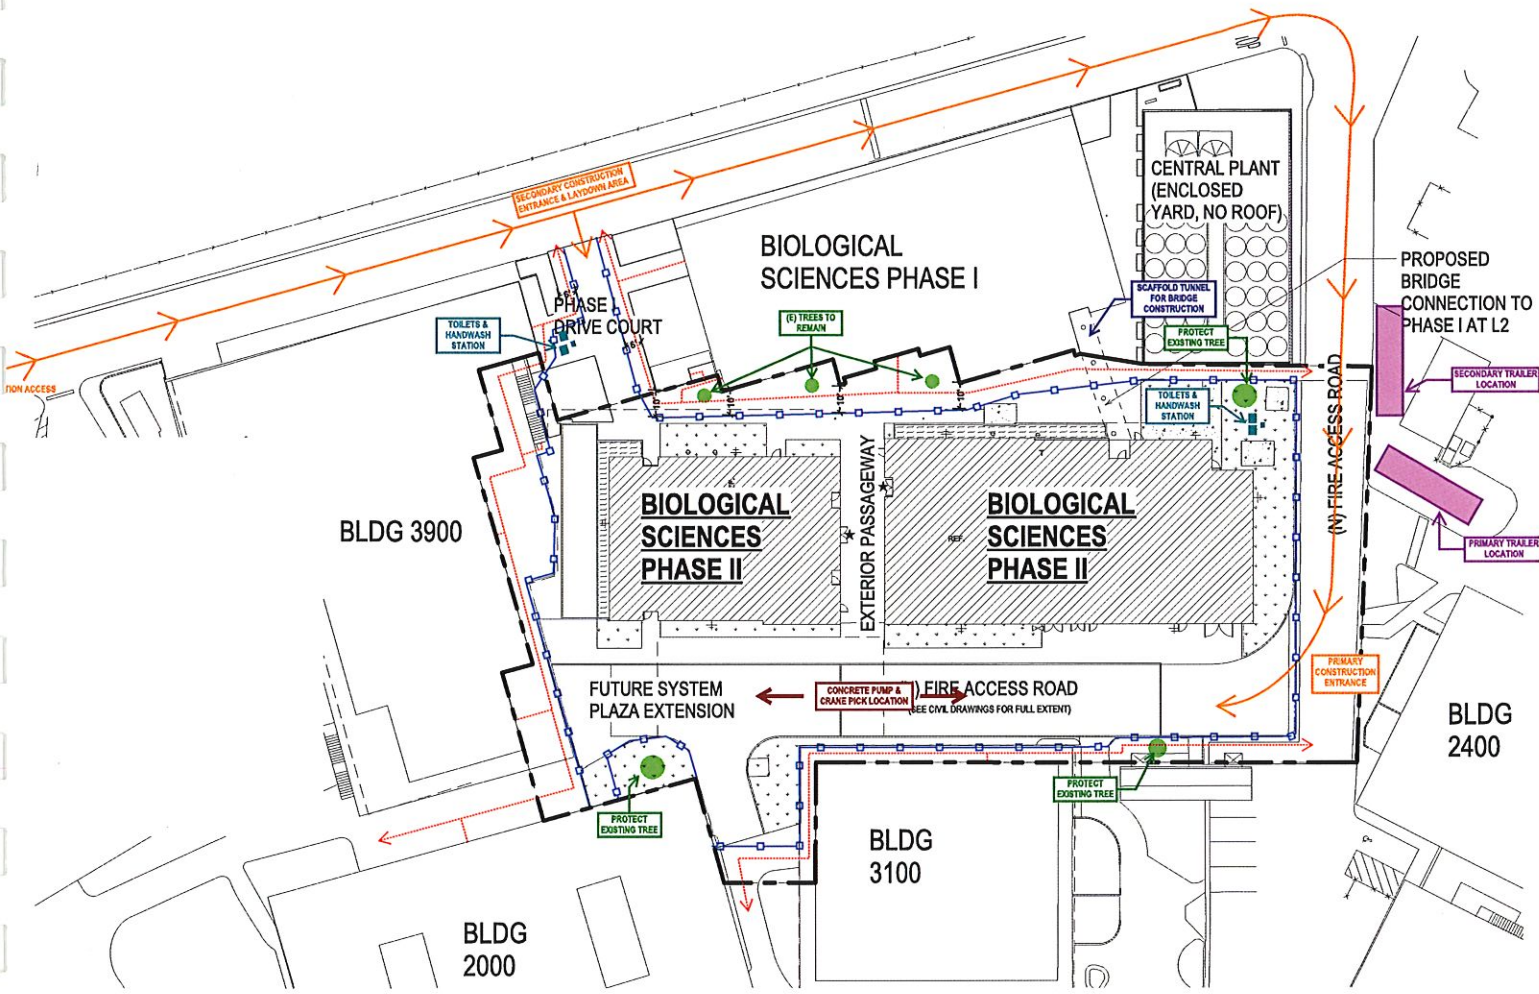 SECONDARY CONSTRUCTION
ENTRANCE & LAYDOWN AREA
CENTRAL PLANT
(ENCLOSED
YARD, NO ROOF)
BIOLOGICAL
SCIENCES PHASE I
PROPOSED
BRIDGE
CONNECTION TO
PHASE I AT L2
SCAFFOLD TUNNEL
FOR BRIDGE
CONSTRUCTION
PHASE I
DRIVE COURT
TOILETS &
HANDWASH
STATION
(E) TREES TO
REMAIN
PROTECT
EXISTING TREE
TION ACCESS
SECONDARY TRAILER
LOCATION
TOILETS &
HANDWASH
STATION
10'
10'
10'
10'
(N) FIRE ACCESS ROAD
BLDG 3900
BIOLOGICAL
SCIENCES
PHASE II
EXTERIOR PASSAGEWAY
REF.
BIOLOGICAL
SCIENCES
PHASE II
PRIMARY TRAILER
LOCATION
PRIMARY
CONSTRUCTION
ENTRANCE
FUTURE SYSTEM
PLAZA EXTENSION
CONCRETE PUMP &
CRANE PICK LOCATION
) FIRE ACCESS ROAD
(SEE CIVIL DRAWINGS FOR FULL EXTENT)
BLDG
2400
PROTECT
EXISTING TREE
PROTECT
EXISTING TREE
BLDG
3100
BLDG
2000